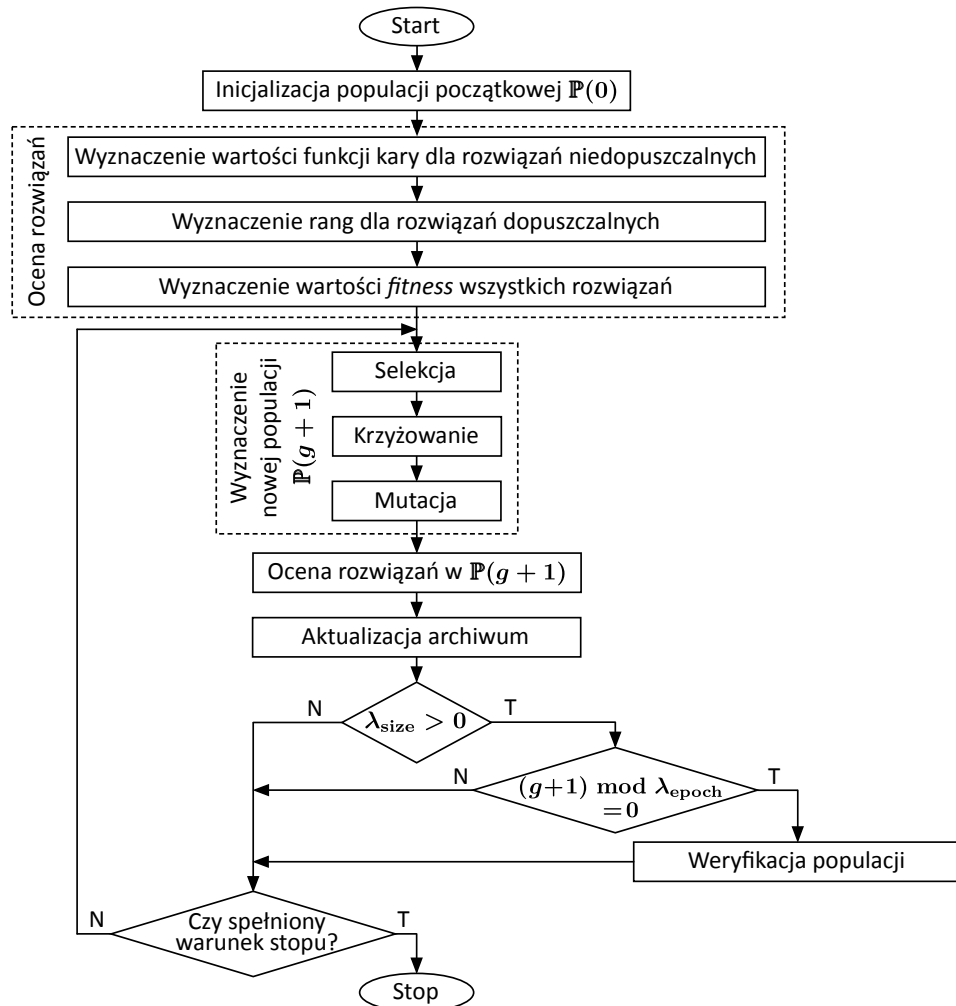 Start
Inicjalizacja populacji początkowej ℙ(0)
Ocena rozwiązań
Wyznaczenie wartości funkcji kary dla rozwiązań niedopuszczalnych
Wyznaczenie rang dla rozwiązań dopuszczalnych
Wyznaczenie wartości fitness wszystkich rozwiązań
Wyznaczenie
nowej populacji
ℙ(g + 1)
Selekcja
Krzyżowanie
Mutacja
Ocena rozwiązań w ℙ(g + 1)
Aktualizacja archiwum
N
λsize > 0
T
N
(g+1) mod λepoch
=0
T
Weryfikacja populacji
N
Czy spełniony
warunek stopu?
T
Stop